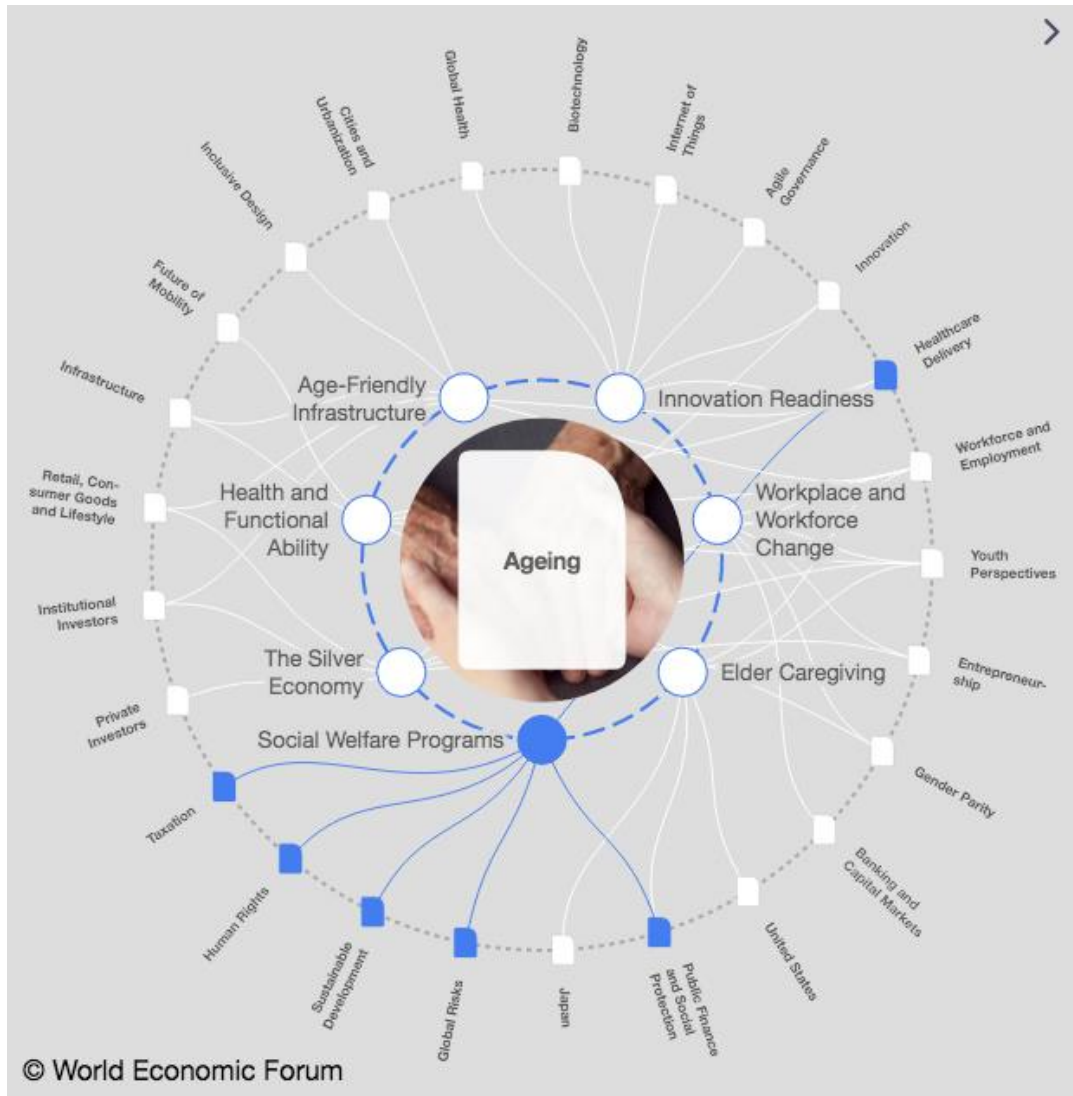 Global Health
Biotechnology
Internet of
Things
Agile
Governance
Innovation
Healthcare
Delivery
Workforce and
Employment
Youth
Perspectives
Entrepreneur-
ship
Gender Parity
Banking and
Capital Markets
United States
Public Finance
and Social
Protection
Japan
Global Risks
Sustainable
Development
Human Rights
Taxation
Private
Investors
Institutional
Investors
Retail, Con-
sumer Goods
and Lifestyle
Infrastructure
Future of
Mobility
Inclusive Design
Cities and
Urbanization
Age-Friendly
Infrastructure
Innovation Readiness
Health and
Functional
Ability
Workplace and
Workforce
Change
Ageing
The Silver
Economy
Elder Caregiving
Social Welfare Programs
© World Economic Forum